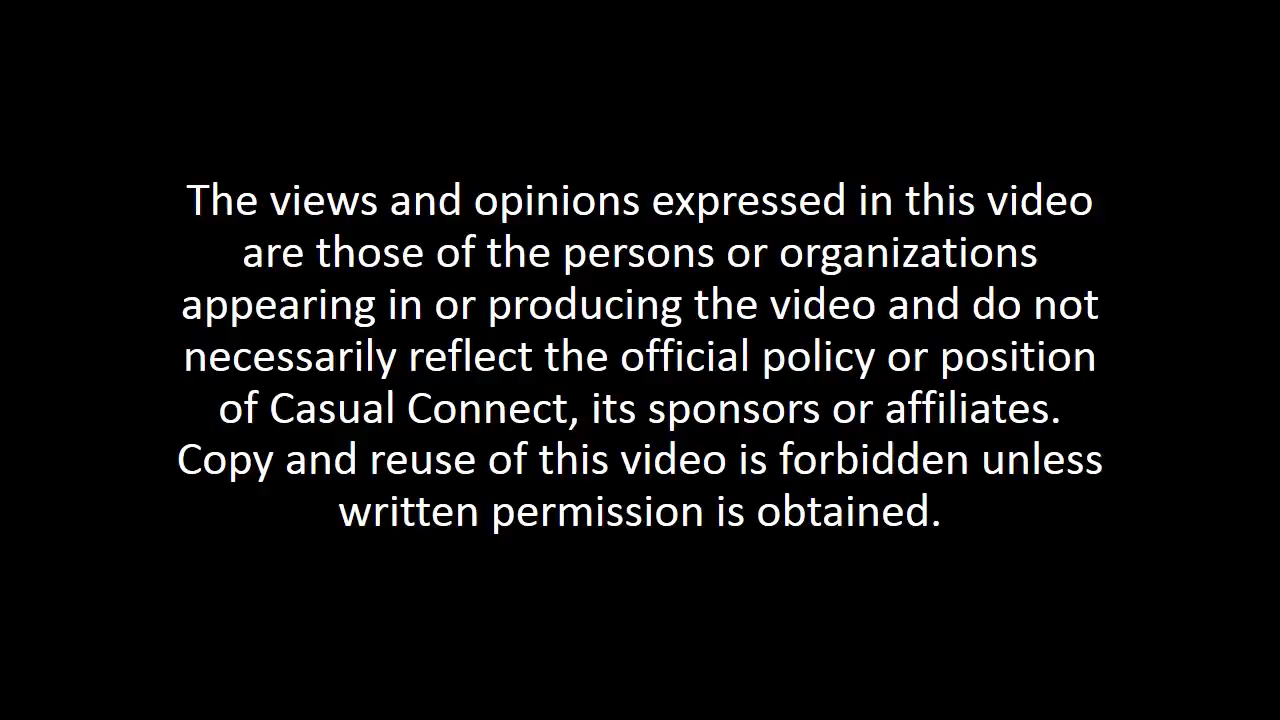 The views and opinions expressed in this video
are those of the persons or organizations
appearing in or producing the video and do not
necessarily reflect the official policy or position
of Casual Connect, its sponsors or affiliates.
Copy and reuse of this video is forbidden unless
written permission is obtained.